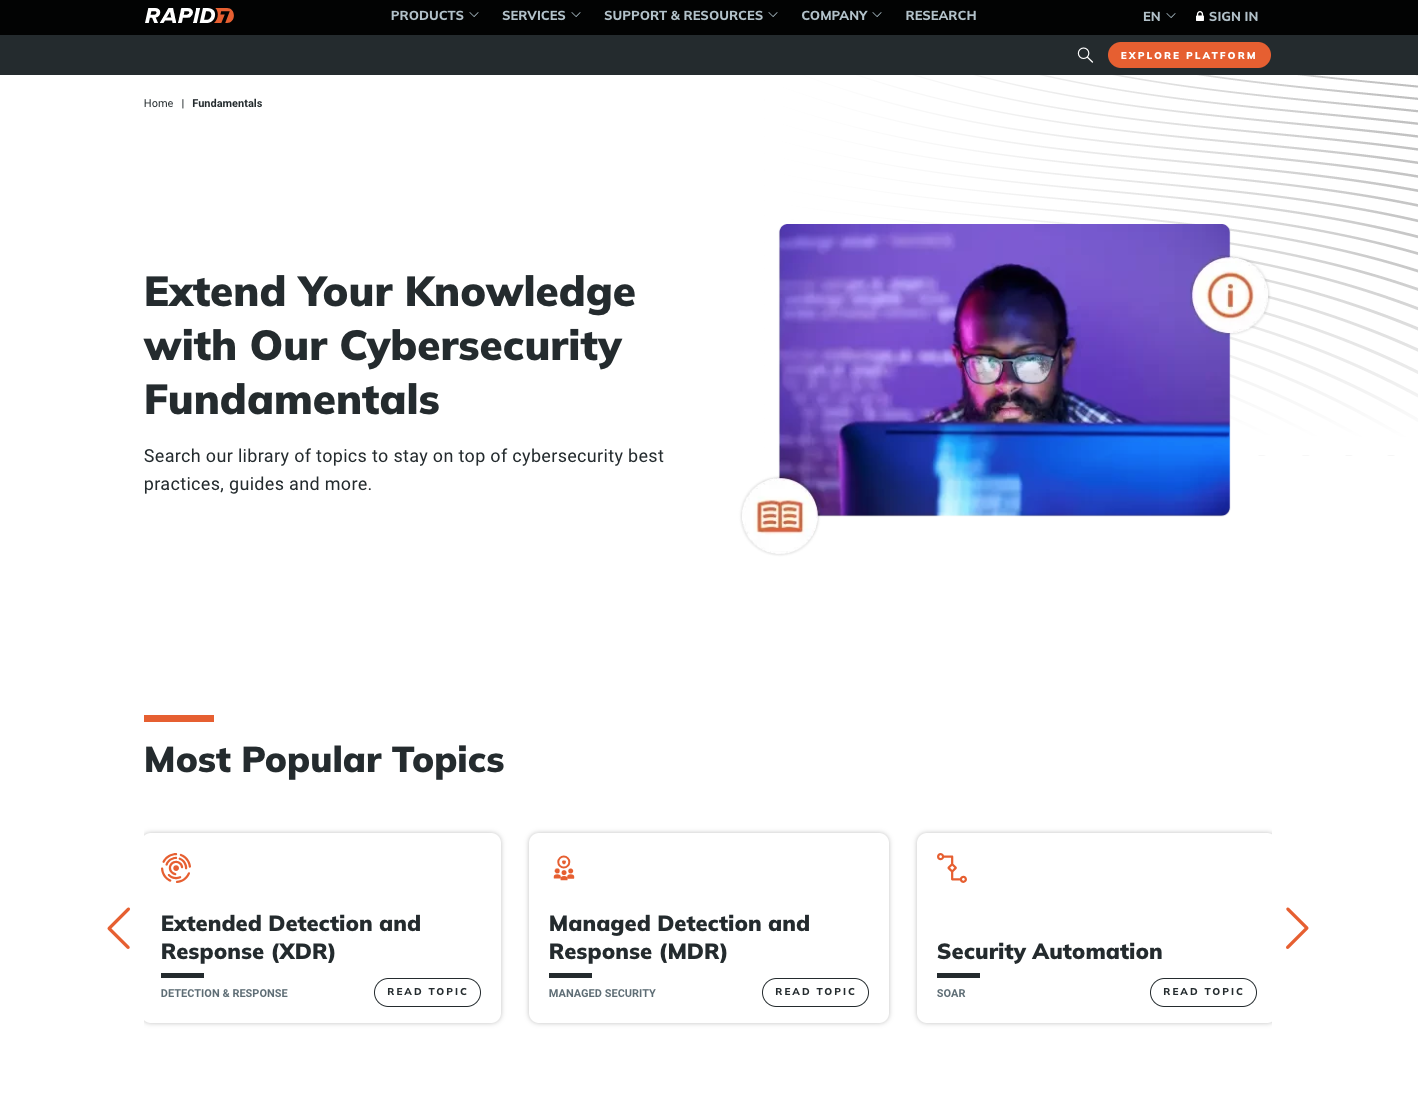 RAPID7
PRODUCTS
SERVICES
SUPPORT & RESOURCES
COMPANY
RESEARCH
EN
SIGN IN
EXPLORE PLATFORM
Home | Fundamentals
Extend Your Knowledge
with Our Cybersecurity
Fundamentals
Search our library of topics to stay on top of cybersecurity best
practices, guides and more.
Most Popular Topics
Extended Detection and
Response (XDR)
DETECTION & RESPONSE
READ TOPIC
Managed Detection and
Response (MDR)
MANAGED SECURITY
READ TOPIC
Security Automation
SOAR
READ TOPIC